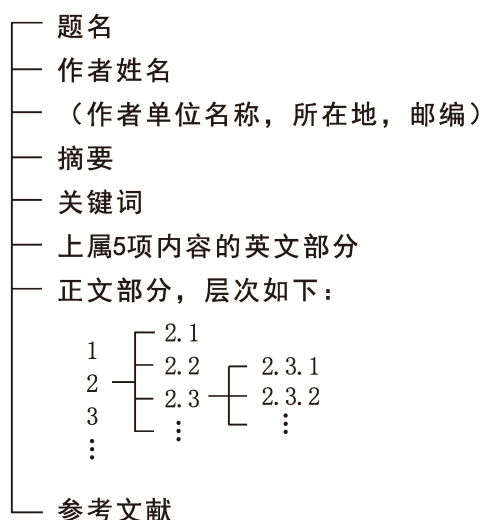 题名
作者姓名
（作者单位名称，所在地，邮编）
摘要
关键词
上属5项内容的英文部分
正文部分，层次如下：
2.1
1
2.2 2.3.1
2
2.3 2.3.2
3
⋮ ⋮
⋮
参考文献